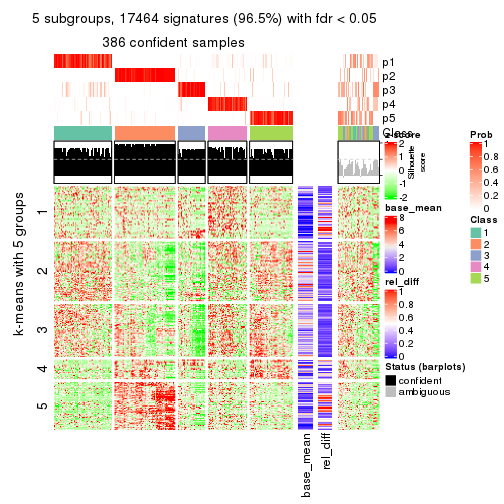 5 subgroups, 17464 signatures (96.5%) with fdr < 0.05
386 confident samples
p1
p2
p3
p4
p5
Class
z-score
2
1
0
-1
-2
Silhouette
score
Prob
1
0.8
0.6
0.4
0.2
0
base_mean
8
6
4
2
0
Class
1
2
3
4
5
rel_diff
1
0.8
0.6
0.4
0.2
0
Status (barplots)
confident
ambiguous
k-means with 5 groups
1
2
3
4
5
base_mean
rel_diff